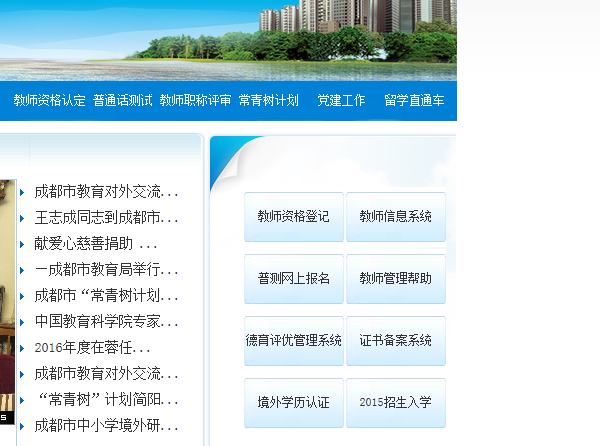 教师资格认定 普通话测试 教师职称评审 常青树计划 党建工作 留学直通车
成都市教育对外交流...
王志成同志到成都市...
献爱心慈善捐助 ...
—成都市教育局举行...
成都市“常青树计划...
中国教育科学院专家...
2016年度在蓉任...
成都市教育对外交流...
“常青树”计划简阳...
成都市中小学境外研...
s
教师资格登记 教师信息系统
普测网上报名 教师管理帮助
德育评优管理系统 证书备案系统
境外学历认证 2015招生入学